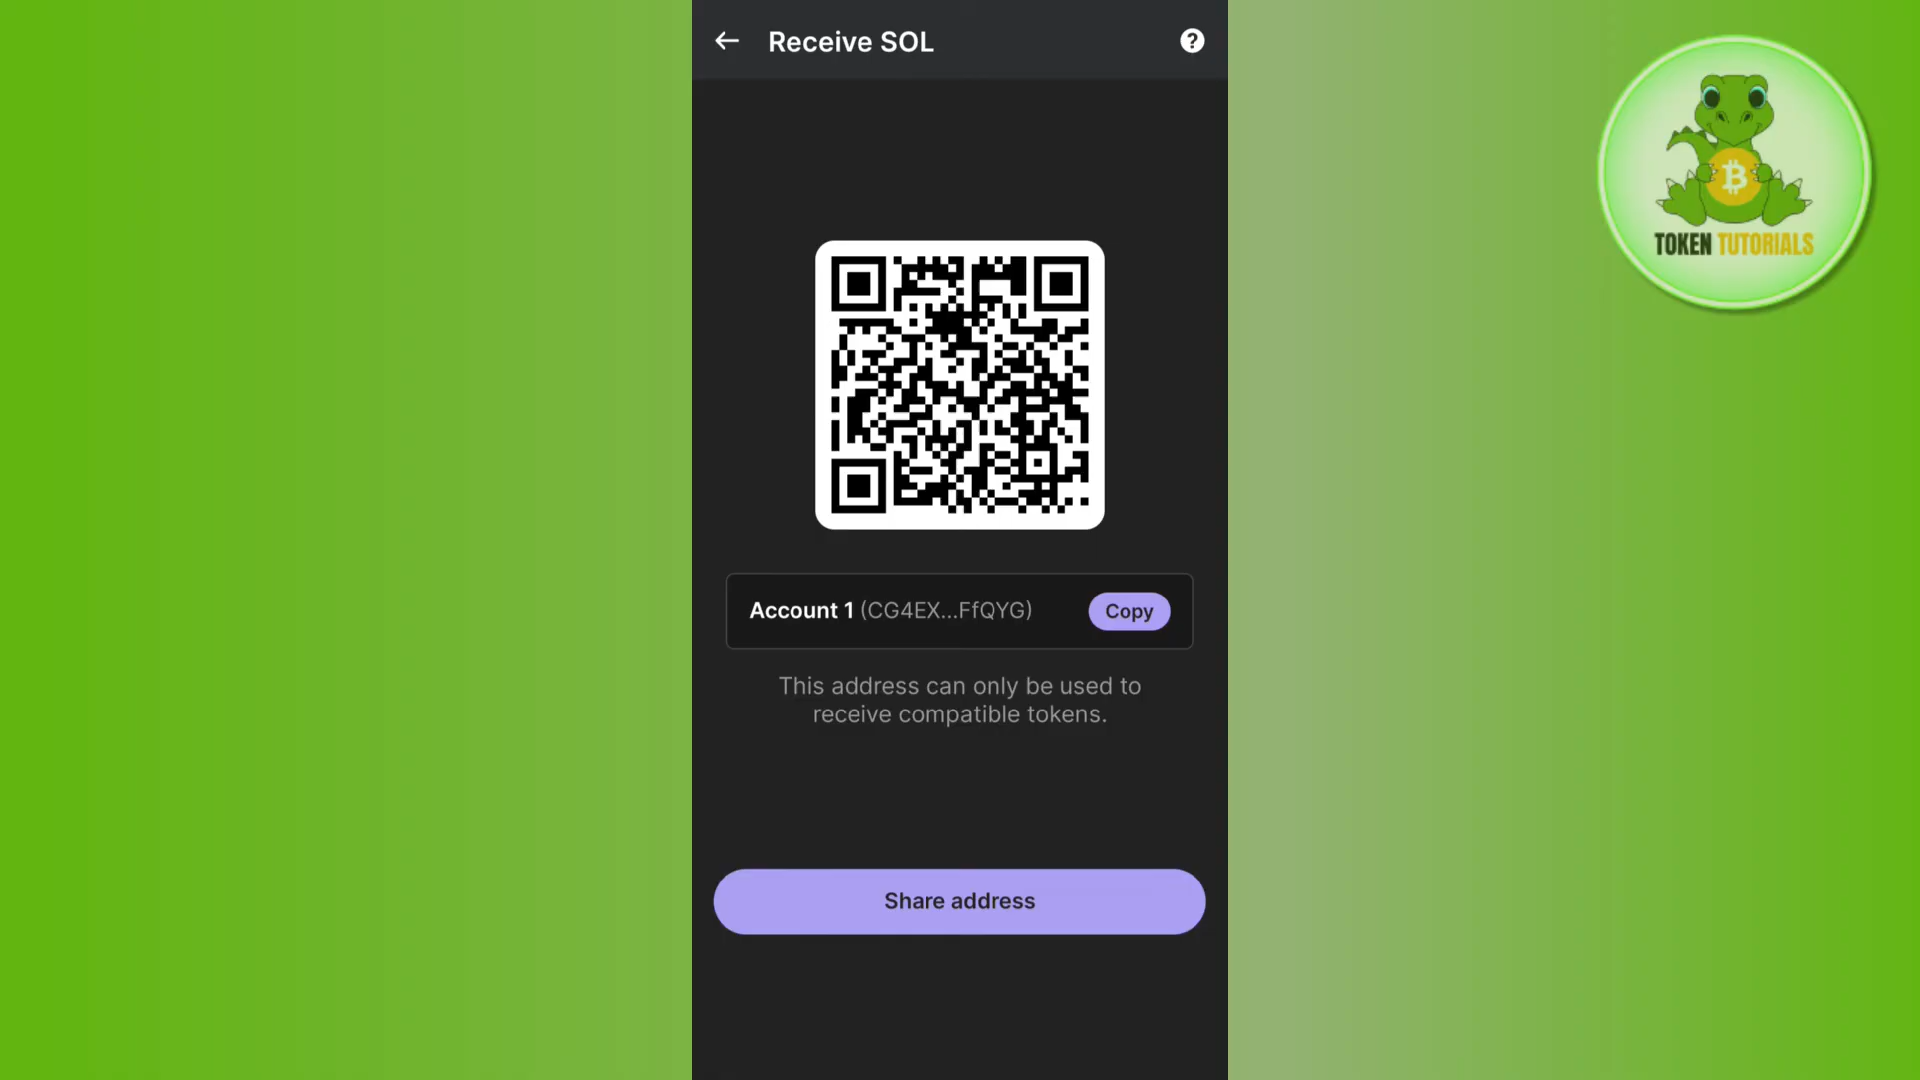 Receive SOL
?
TOKEN TUTORIALS
Account 1 (CG4EX...FfQYG)
Copy
This address can only be used to
receive compatible tokens.
Share address